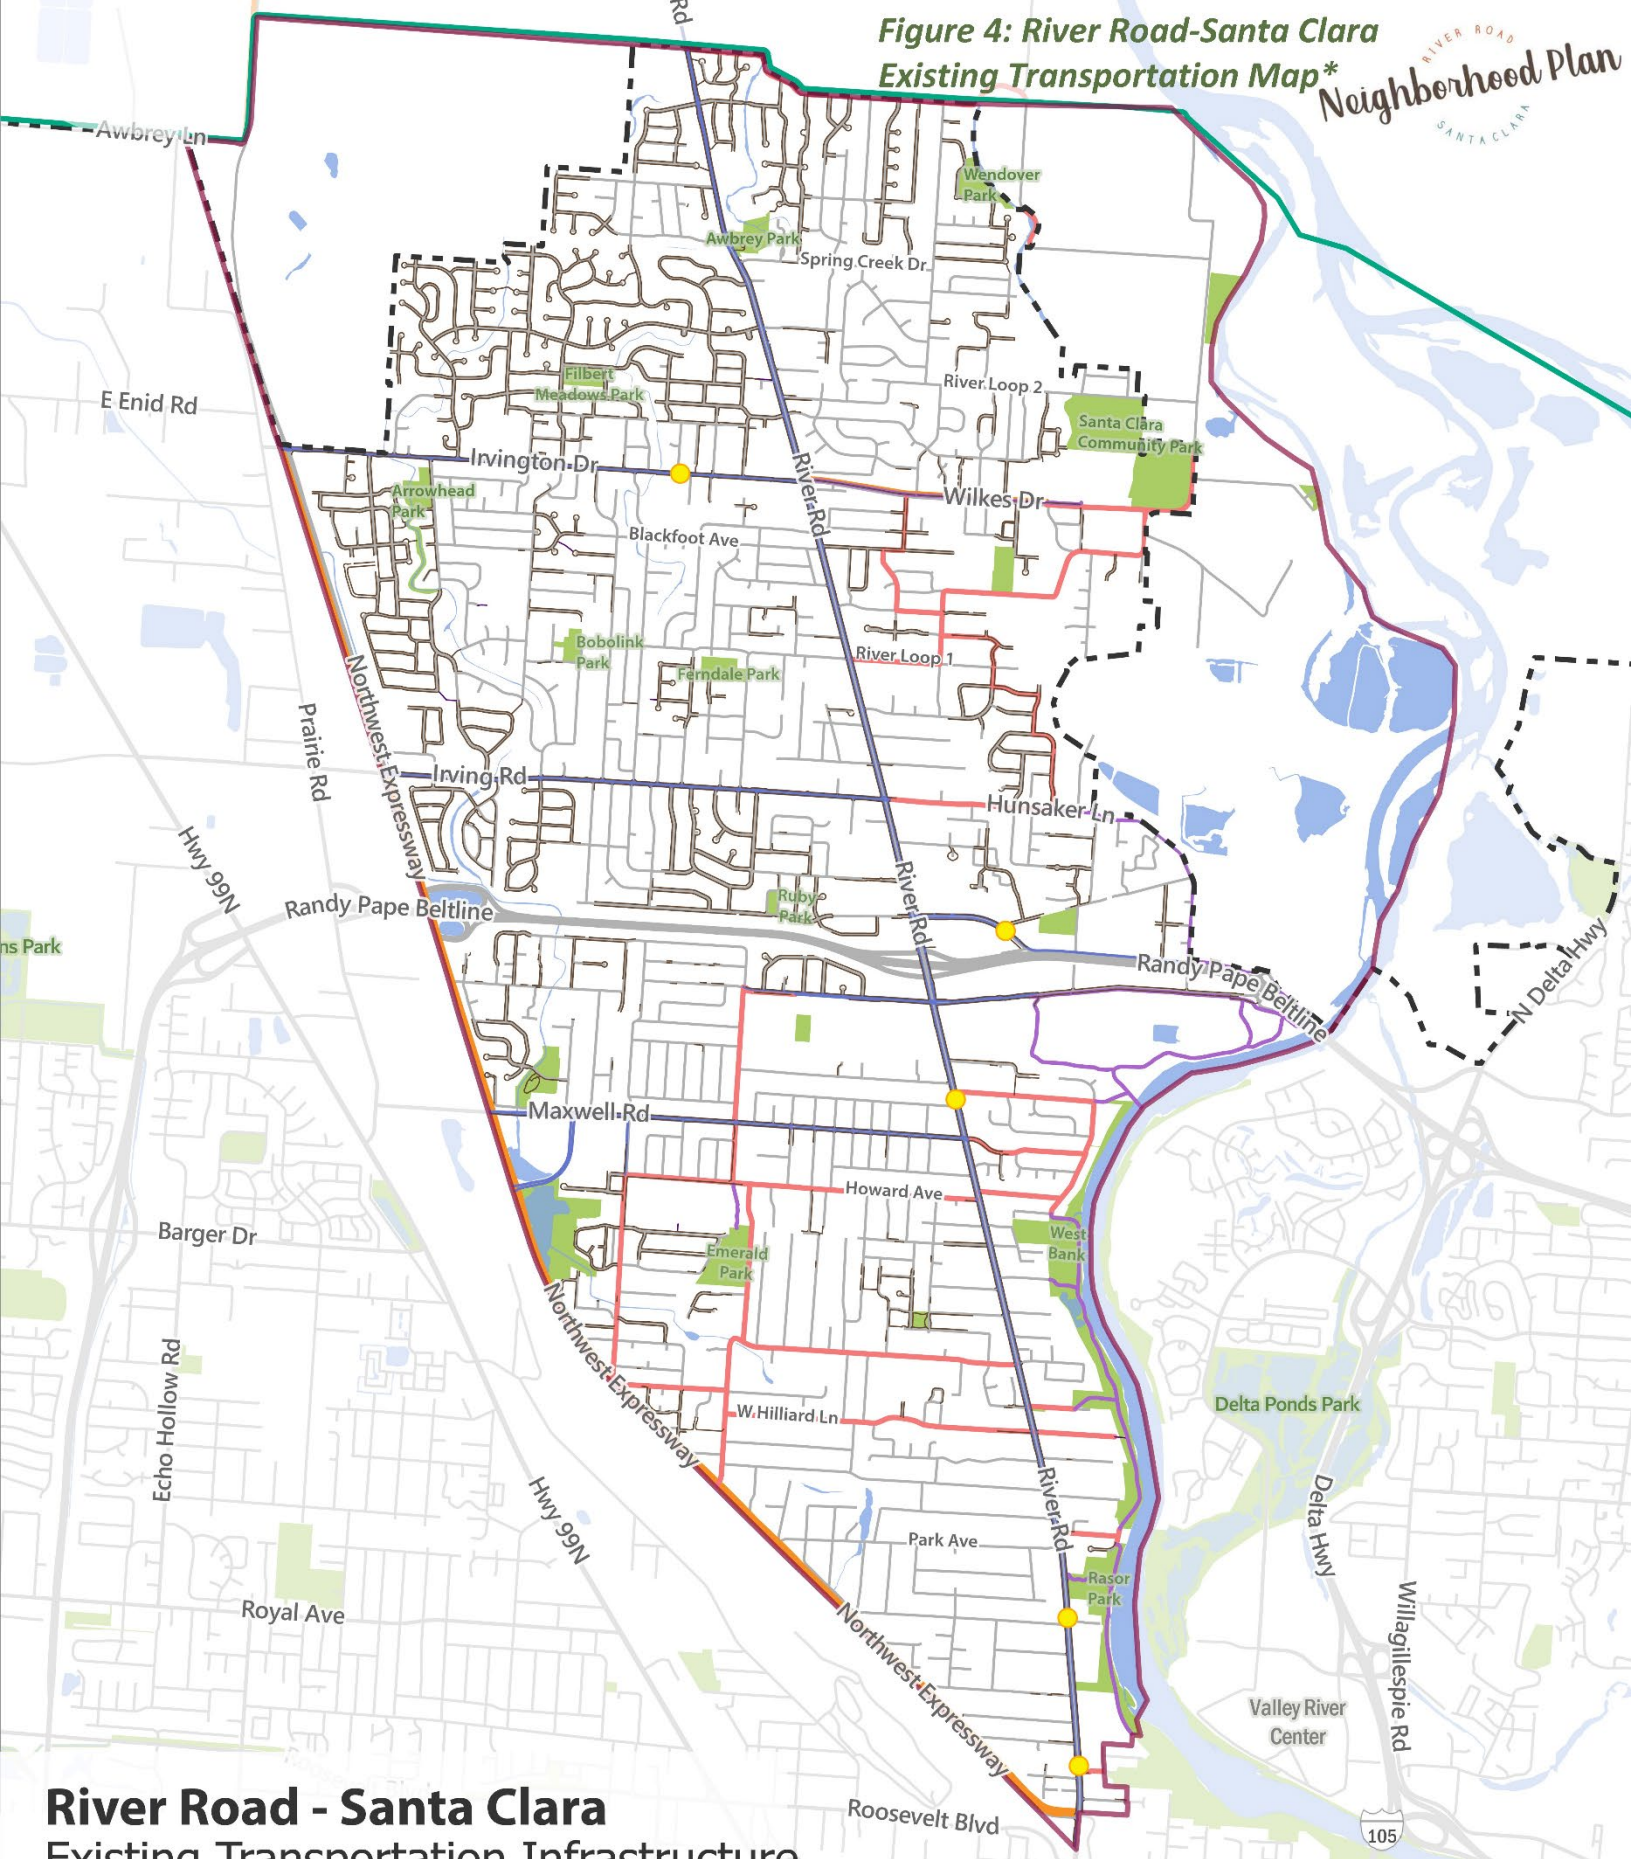 Rd
Figure 4: River Road-Santa Clara
Existing Transportation Map*
RIVER ROAD
Neighborhood Plan
SANTA CLARA
Awbrey Ln
Wendover
Park
Awbrey Park
Spring Creek Dr
E Enid Rd
Filbert
Meadows Park
River Loop 2
Santa Clara
Community Park
Irvington Dr
River Rd
Arrowhead
Park
Wilkes Dr
Blackfoot Ave
Bobolink
Park
Ferndale Park
River Loop 1
Northwest Expressway
Prairie Rd
Irving Rd
Hunsaker Ln
Hwy 99N
River Rd
Randy Pape Beltline
Ruby
Park
ns Park
Randy Pape Beltline
N Delta Hwy
Maxwell Rd
Howard Ave
Barger Dr
West
Bank
Emerald
Park
Northwest Expressway
Echo Hollow Rd
Delta Ponds Park
W Hilliard Ln
Hwy 99N
River Rd
Delta Hwy
Park Ave
Rasor
Park
Royal Ave
Willagillespie Rd
Northwest Expressway
Valley River
Center
River Road - Santa Clara
Roosevelt Blvd
105
Existing Transportation Infrastructure